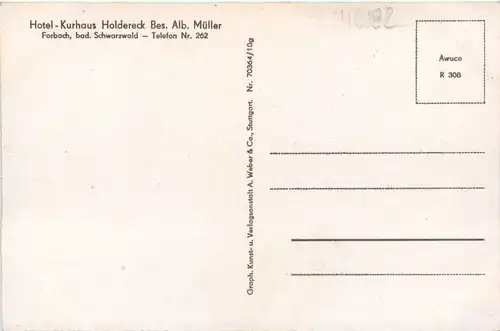 Hotel-Kurhaus Holdereck Bes. Alb. Müller
Forbach, bad. Schwarzwald – Telefon Nr. 262
Graph. Kunst- u. Verlagsanstalt A. Weber & Co., Stuttgart. Nr. 70364/10g
Awuco
R 308